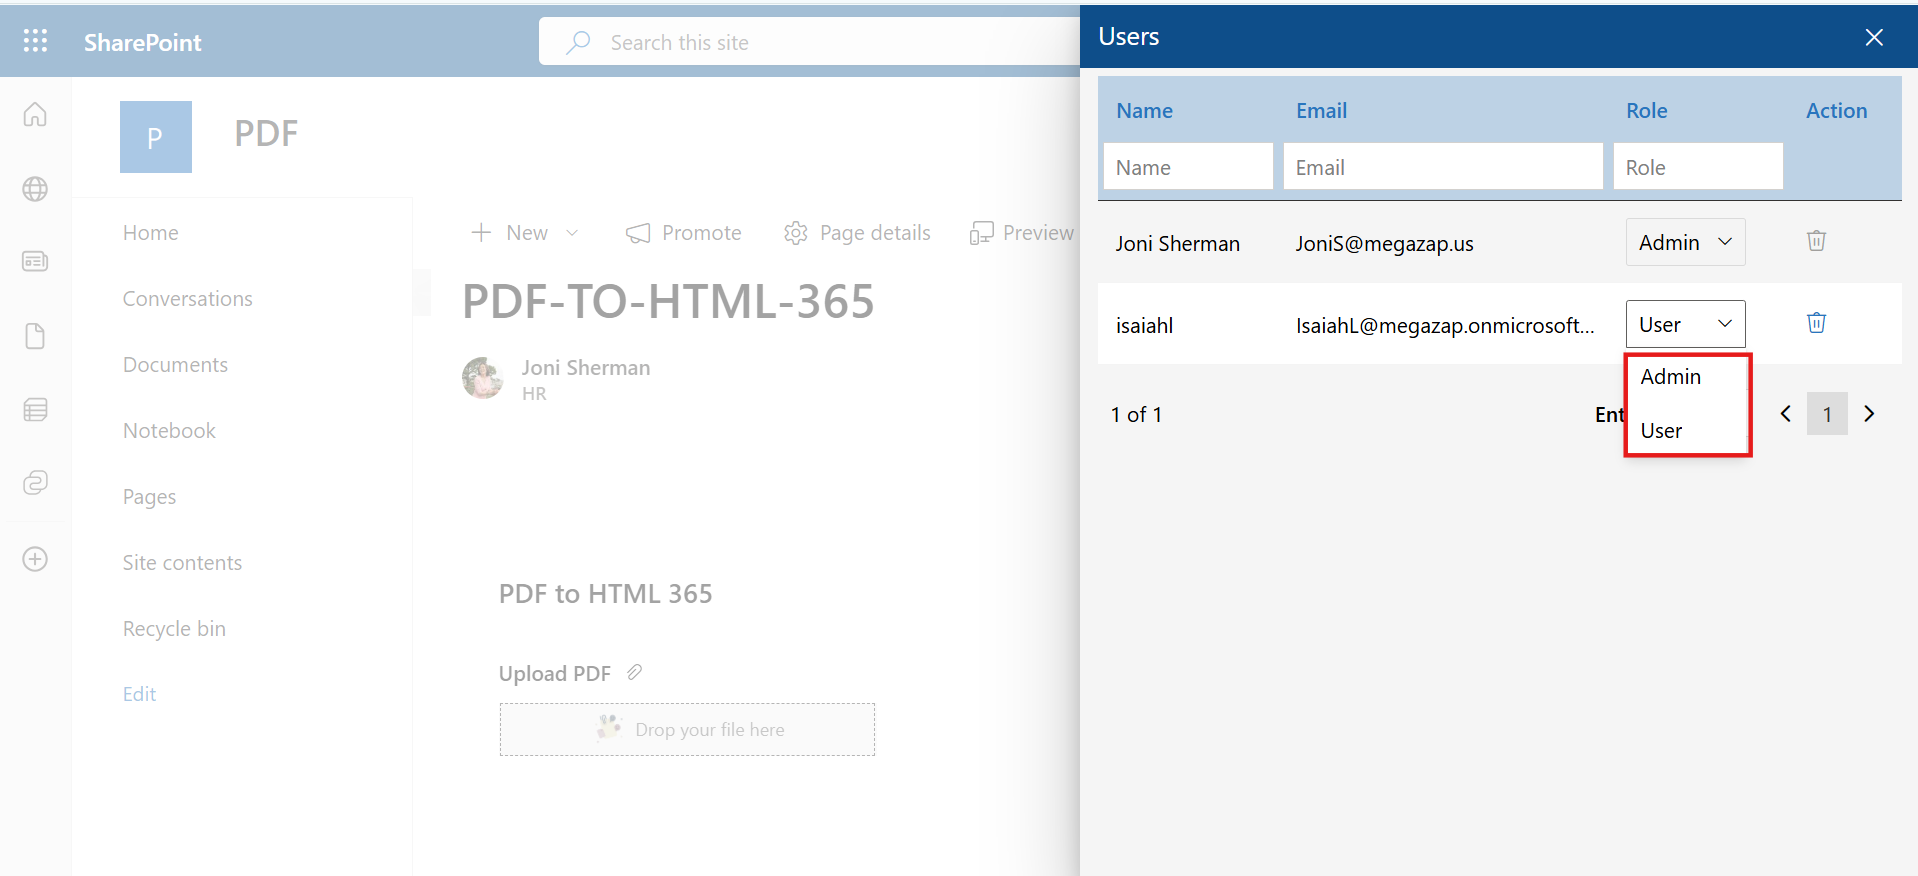 SharePoint
Search this site
P
PDF
Home
Conversations
Documents
Notebook
Pages
Site contents
Recycle bin
Edit
New
Promote
Page details
Preview
PDF-TO-HTML-365
Joni Sherman
HR
PDF to HTML 365
Upload PDF
Drop your file here
Users
Name Email Role Action
Name Email Role
Joni Sherman JoniS@megazap.us Admin
isaiahl IsaiahL@megazap.onmicrosoft... User
Admin
User
1 of 1
Ent
1